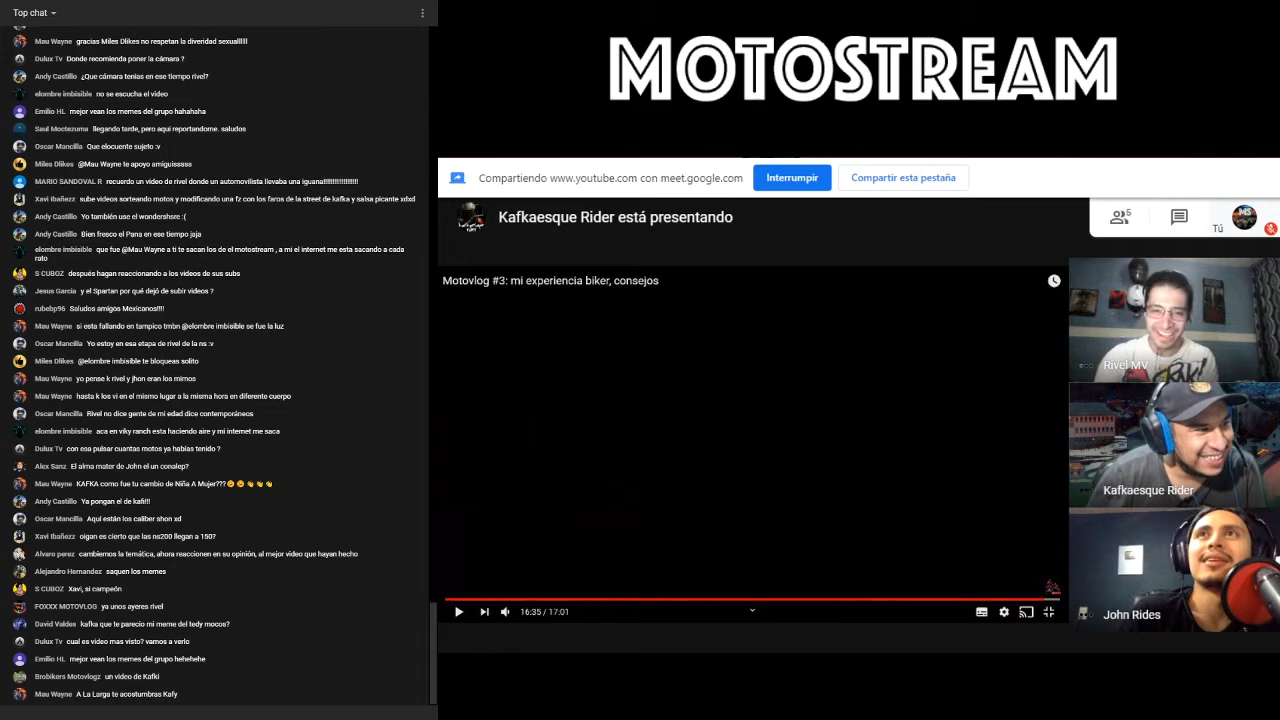 Top chat
Mau Wayne gracias Miles Dlikes no respetan la diveridad sexualllll
Dulux Tv Donde recomienda poner la cámara ?
Andy Castillo ¿Que cámara tenias en ese tiempo rivel?
elombre imbisible no se escucha el video
Emilio HL mejor vean los memes del grupo hahahaha
Saul Moctezuma llegando tarde, pero aqui reportandome. saludos
Oscar Mancilla Que elocuente sujeto :v
Miles Dlikes @Mau Wayne te apoyo amiguisssss
MARIO SANDOVAL R recuerdo un video de rivel donde un automovilista llevaba una iguana!!!!!!!!!!!!!!!!!!
Xavi Ibañezz sube videos sorteando motos y modificando una fz con los faros de la street de kafka y salsa picante xdxd
Andy Castillo Yo también use el wondershsre :(
Andy Castillo Bien fresco el Pana en ese tiempo jaja
elombre imbisible que fue @Mau Wayne a ti te sacan los de el motostream , a mi el internet me esta sacando a cada
rato
S CUBOZ después hagan reaccionando a los videos de sus subs
Jesus Garcia y el Spartan por qué dejó de subir videos ?
rubebp96 Saludos amigos Mexicanos!!!!
Mau Wayne si esta fallando en tampico tmbn @elombre imbisible se fue la luz
Oscar Mancilla Yo estoy en esa etapa de rivel de la ns :v
Miles Dlikes @elombre imbisible te bloqueas solito
Mau Wayne yo pense k rivel y jhon eran los mimos
Mau Wayne hasta k los vi en el mismo lugar a la misma hora en diferente cuerpo
Oscar Mancilla Rivel no dice gente de mi edad dice contemporáneos
elombre imbisible aca en viky ranch esta haciendo aire y mi internet me saca
Dulux Tv con esa pulsar cuantas motos ya habías tenido ?
Alex Sanz El alma mater de John el un conalep?
Mau Wayne KAFKA como fue tu cambio de Niña A Mujer???
Andy Castillo Ya pongan el de kafi!!!
Oscar Mancilla Aquí están los caliber shon xd
Xavi Ibañezz oigan es cierto que las ns200 llegan a 150?
Alvaro perez cambiemos la temática, ahora reaccionen en su opinión, al mejor video que hayan hecho
Alejandro Hernandez saquen los memes
S CUBOZ Xavi, si campeón
FOXXX MOTOVLOG ya unos ayeres rivel
David Valdus kafka que te parecio mi meme del tedy mocos?
Dulux Tv cual es video mas visto? vamos a verlo
Emilio HL mejor vean los memes del grupo hehehehe
Brobikers Motovlogz un video de Kafki
Mau Wayne A La Larga te acostumbras Kafy
MOTOSTREAM
Compartiendo www.youtube.com con meet.google.com
Interrumpir
Compartir esta pestaña
Kafkaesque Rider está presentando
5
Tú
Motovlog #3: mi experiencia biker, consejos
Rivel MV
Kafkaesque Rider
John Rides
16:35 / 17:01